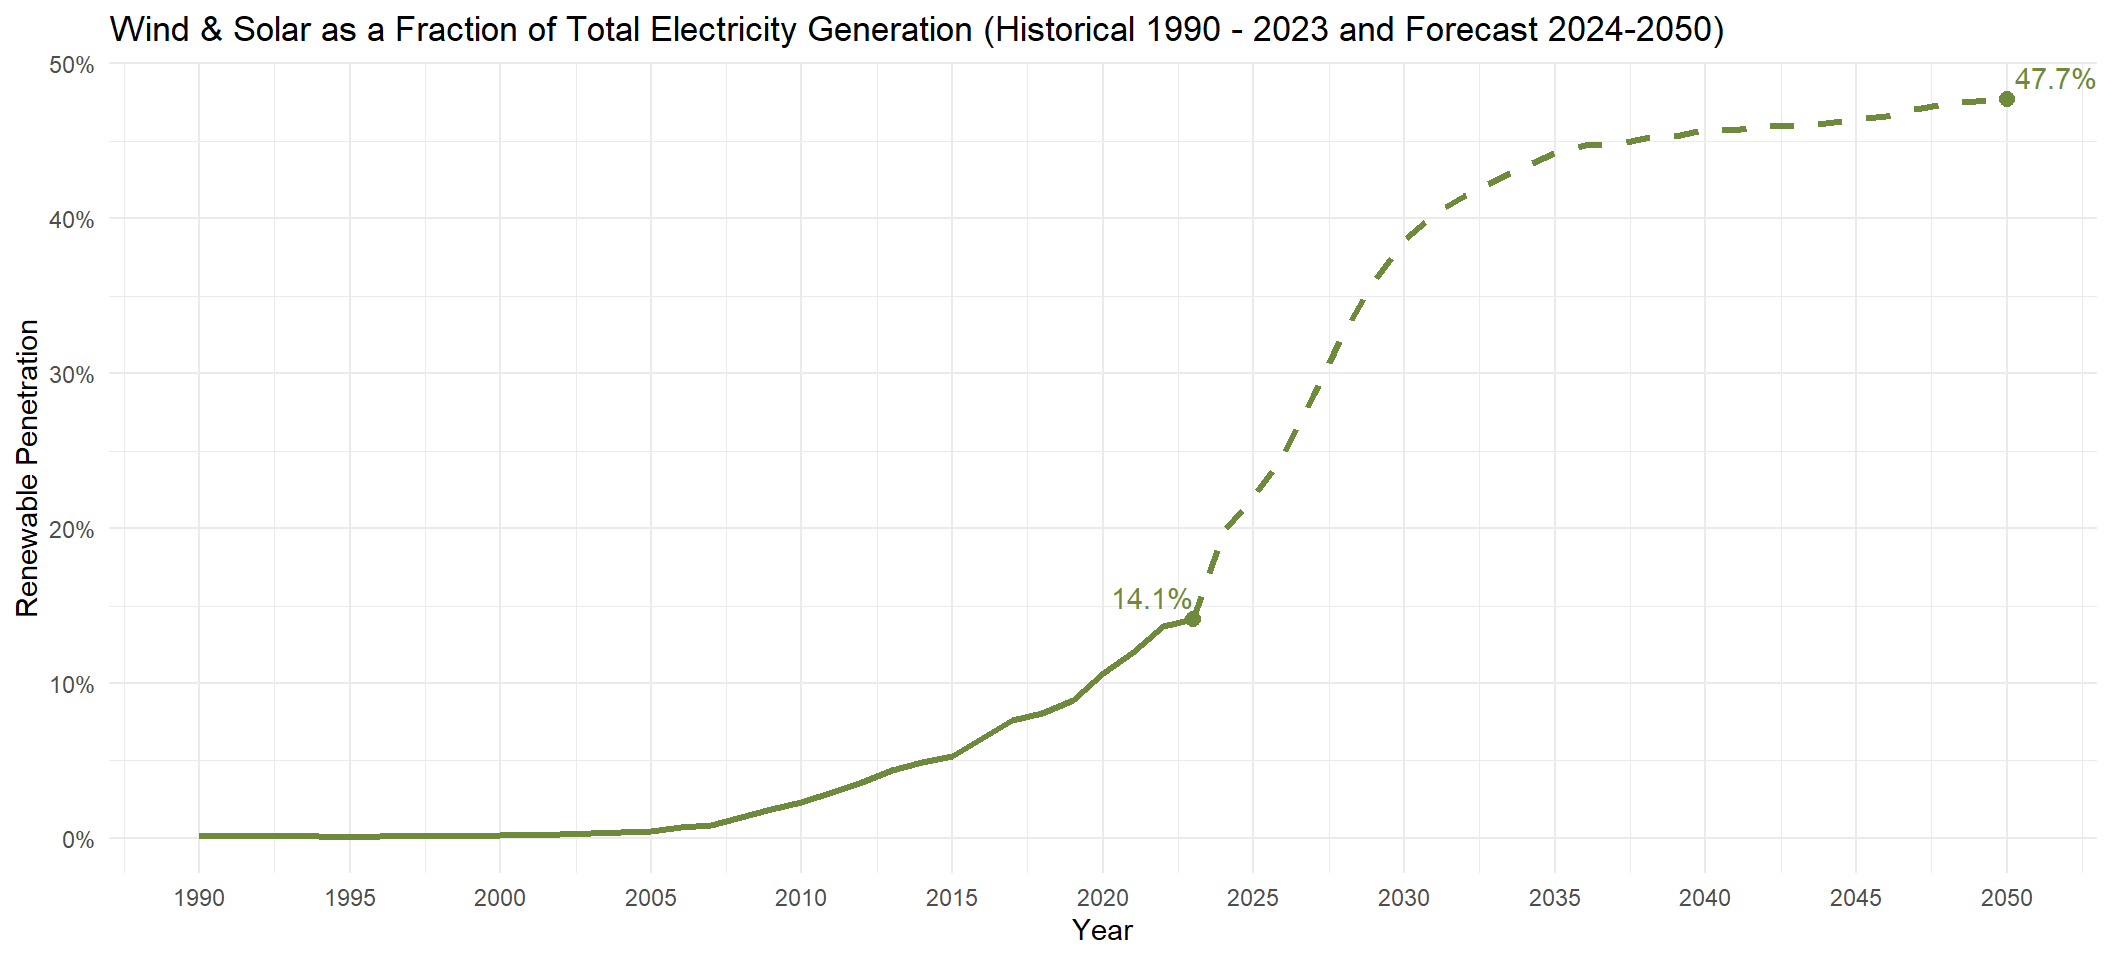 Wind & Solar as a Fraction of Total Electricity Generation (Historical 1990 - 2023 and Forecast 2024-2050)
50%
47.7%
40%
30%
20%
14.1%
10%
0%
Renewable Penetration
1990 1995 2000 2005 2010 2015 2020 2025 2030 2035 2040 2045 2050
Year